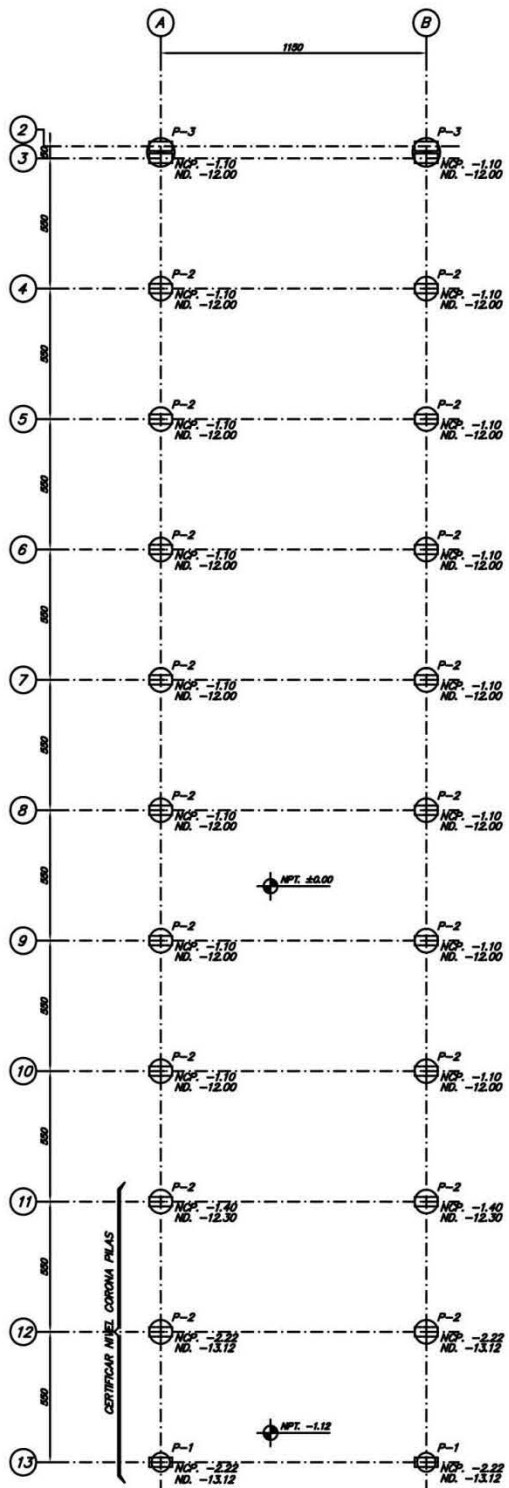 A B
1150
2 P-3 P-3
50
3 NCP. -1.10 NCP. -1.10
ND. -12.00 ND. -12.00
550
P-2 P-2
4 NCP. -1.10 NCP. -1.10
ND. -12.00 ND. -12.00
550
P-2 P-2
5 NCP. -1.10 NCP. -1.10
ND. -12.00 ND. -12.00
550
P-2 P-2
6 NCP. -1.10 NCP. -1.10
ND. -12.00 ND. -12.00
550
P-2 P-2
7 NCP. -1.10 NCP. -1.10
ND. -12.00 ND. -12.00
550
P-2 P-2
8 NCP. -1.10 NCP. -1.10
ND. -12.00 ND. -12.00
550
NPT. ±0.00
P-2 P-2
9 NCP. -1.10 NCP. -1.10
ND. -12.00 ND. -12.00
550
P-2 P-2
10 NCP. -1.10 NCP. -1.10
ND. -12.00 ND. -12.00
550
P-2 P-2
11 NCP. -1.40 NCP. -1.40
ND. -12.30 ND. -12.30
550
CERTIFICAR NIVEL CORONA PILAS
P-2 P-2
12 NCP. -2.22 NCP. -2.22
ND. -13.12 ND. -13.12
550
NPT. -1.12
P-1 P-1
13 NCP. -2.22 NCP. -2.22
ND. -13.12 ND. -13.12